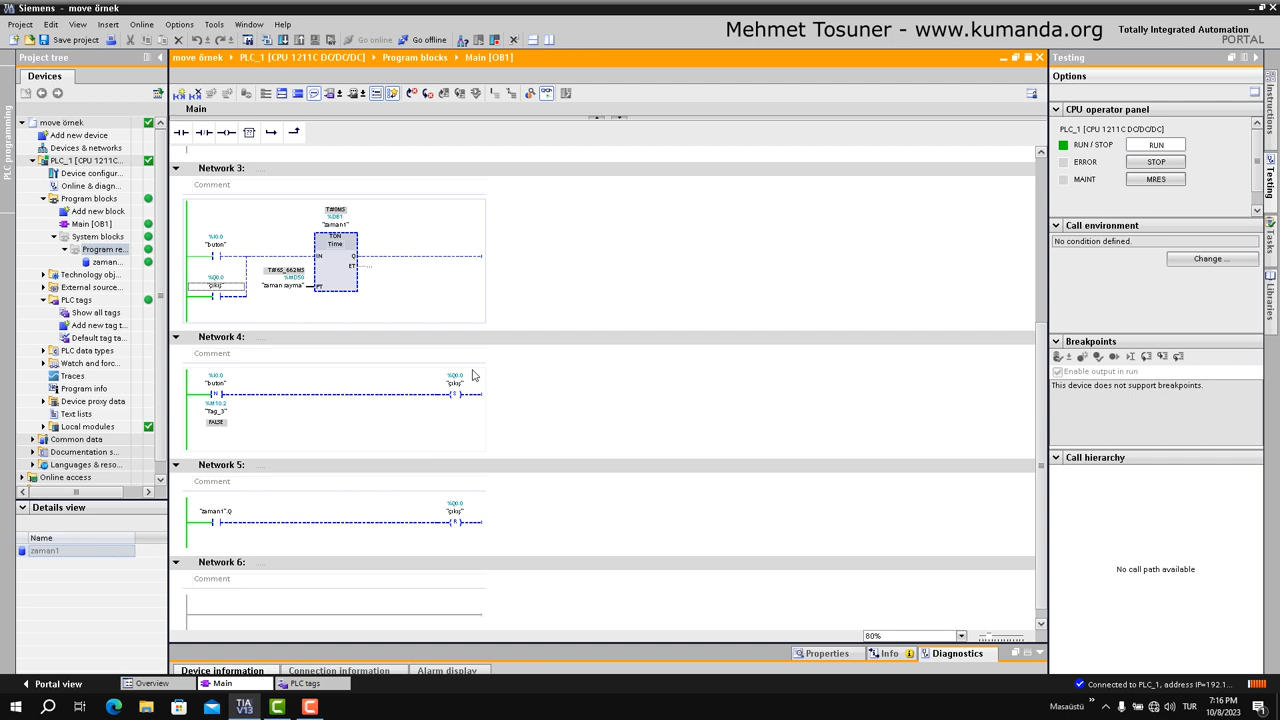 Siemens - move örnek
Project Edit View Insert Online Options Tools Window Help
Mehmet Tosuner - www.kumanda.org
Totally Integrated Automation
PORTAL
Save project
Go online
Go offline
Project tree
move örnek PLC_1 [CPU 1211C DC/DC/DC] Program blocks Main [OB1]
Testing
Devices
Options
PLC programming
Main
CPU operator panel
PLC_1 [CPU 1211C DC/DC/DC]
RUN / STOP RUN
ERROR STOP
MAINT MRES
move örnek
Add new device
Devices & networks
PLC_1 [CPU 1211C...
Device configur...
Online & diagn...
Program blocks
Add new block
Main [OB1]
System blocks
Program re...
zaman...
Technology obj...
External source...
PLC tags
Show all tags
Add new tag t...
Default tag ta...
PLC data types
Watch and forc...
Traces
Program info
Device proxy data
Text lists
Local modules
Common data
Documentation s...
Languages & reso...
Online access
Details view
Name
zaman1
Network 3: .....
Comment
T#0MS
%DB1
"zaman1"
%I0.0
"buton"
TON
Time
IN Q
ET ...
%Q0.0
"çıkış"
T#6S_662MS
%MD50
"zaman sayma" PT
Network 4: .....
Comment
%I0.0
"buton"
N
%M10.2
"Tag_3"
FALSE
%Q0.0
"çıkış"
S
Network 5: .....
Comment
"zaman1".Q
%Q0.0
"çıkış"
R
Network 6: .....
Comment
80%
Properties Info Diagnostics
Device information Connection information Alarm display
Call environment
No condition defined.
Change ...
Breakpoints
Enable output in run
This device does not support breakpoints.
Call hierarchy
No call path available
Instructions
Testing
Tasks
Libraries
Portal view Overview Main PLC tags
Connected to PLC_1, address IP=192.1...
TIA
V13
Masaüstü
TUR
7:16 PM
10/8/2023